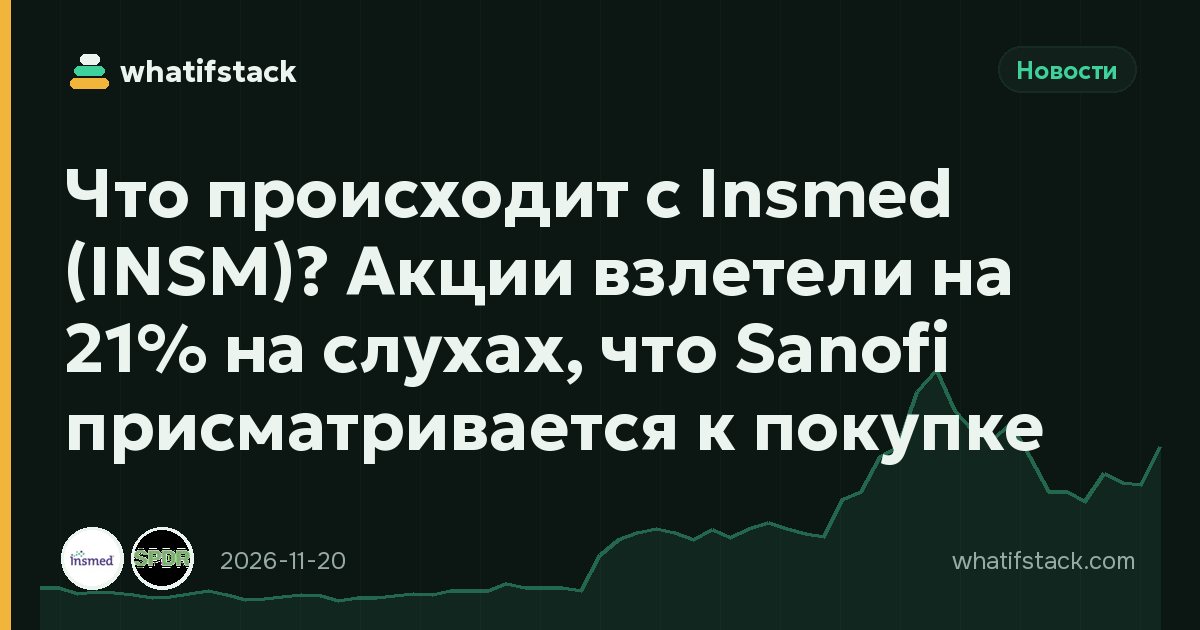 whatifstack
Новости
Что происходит с Insmed
(INSM)? Акции взлетели на
21% на слухах, что Sanofi
присматривается к покупке
insmed
SPDR
2026-11-20
whatifstack.com